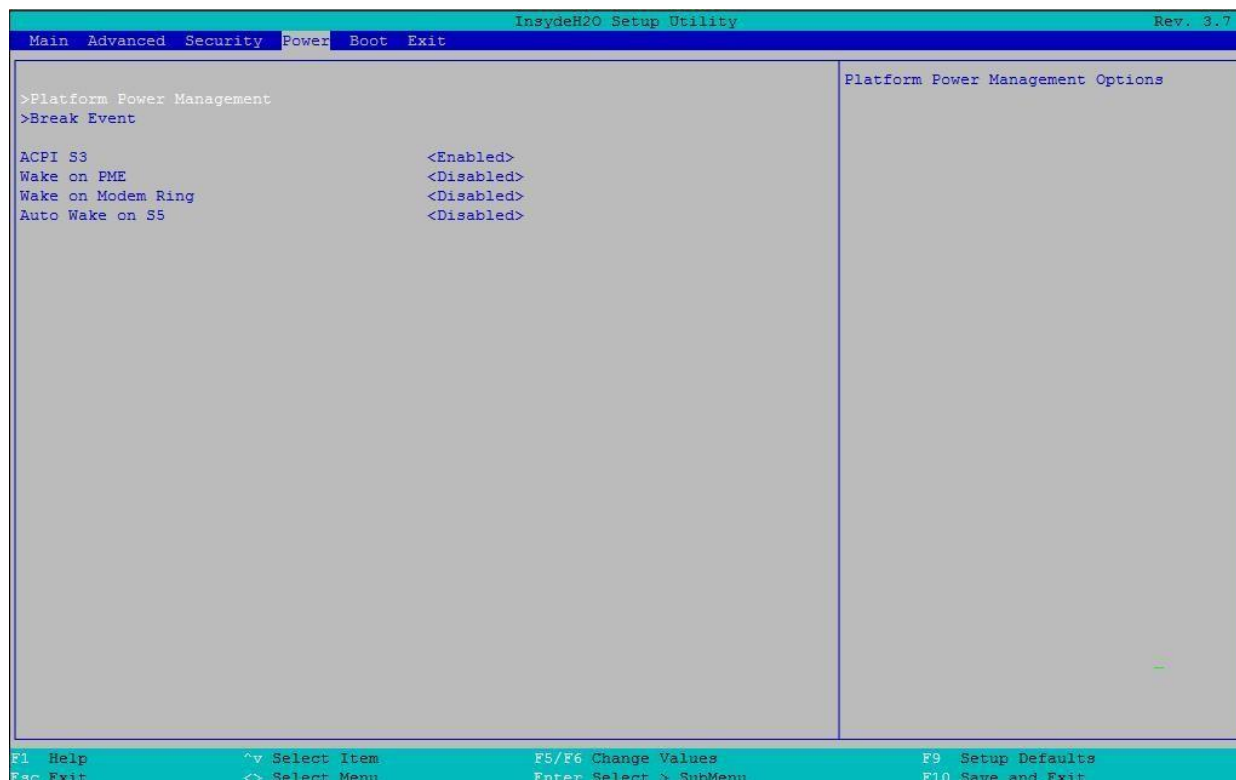 InsydeH2O Setup Utility Rev. 3.7
Main Advanced Security Power Boot Exit
Platform Power Management Options
>Platform Power Management
>Break Event
ACPI S3 <Enabled>
Wake on PME <Disabled>
Wake on Modem Ring <Disabled>
Auto Wake on S5 <Disabled>
F1 Help ^v Select Item F5/F6 Change Values F9 Setup Defaults
Esc Exit <> Select Menu Enter Select > SubMenu F10 Save and Exit